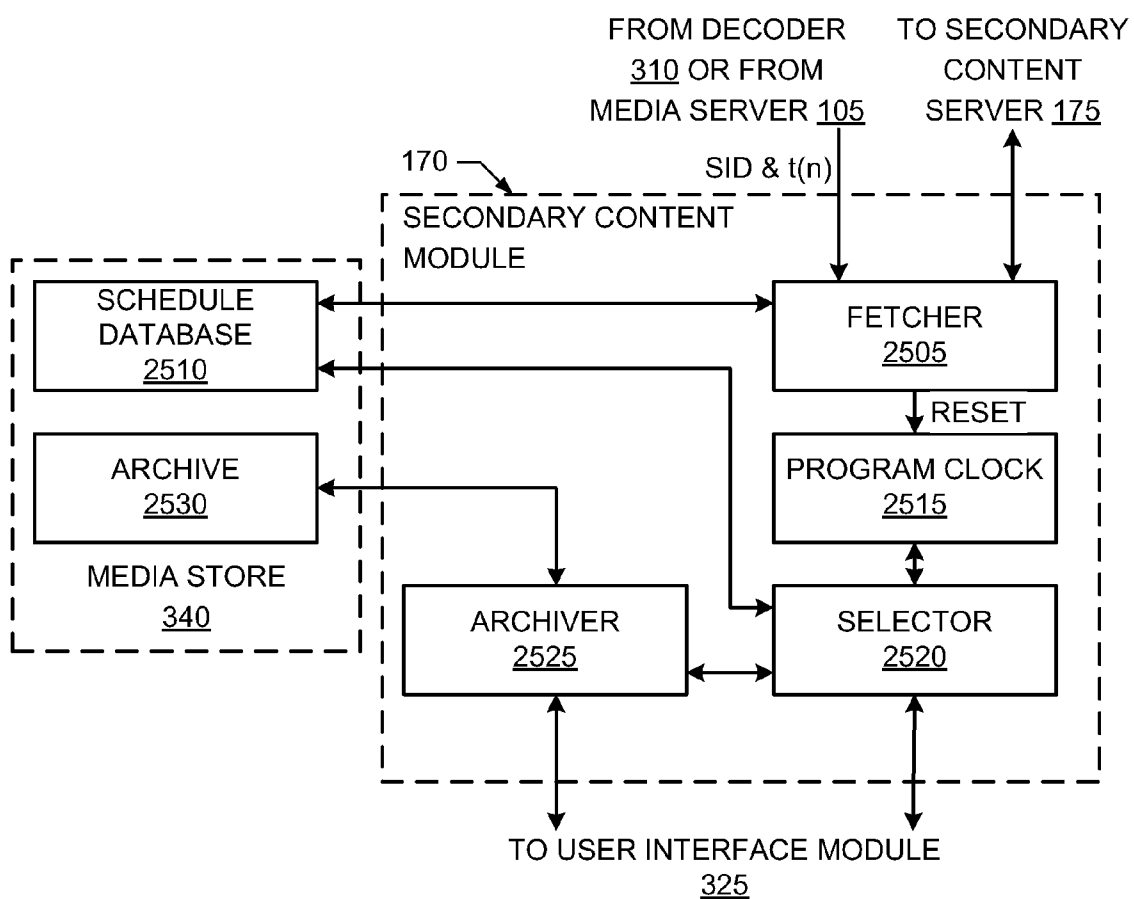 FROM DECODER
310 OR FROM
MEDIA SERVER 105
TO SECONDARY
CONTENT
SERVER 175
170
SID & t(n)
SECONDARY CONTENT
MODULE
SCHEDULE
DATABASE
2510
FETCHER
2505
RESET
ARCHIVE
2530
PROGRAM CLOCK
2515
MEDIA STORE
340
ARCHIVER
2525
SELECTOR
2520
TO USER INTERFACE MODULE
325